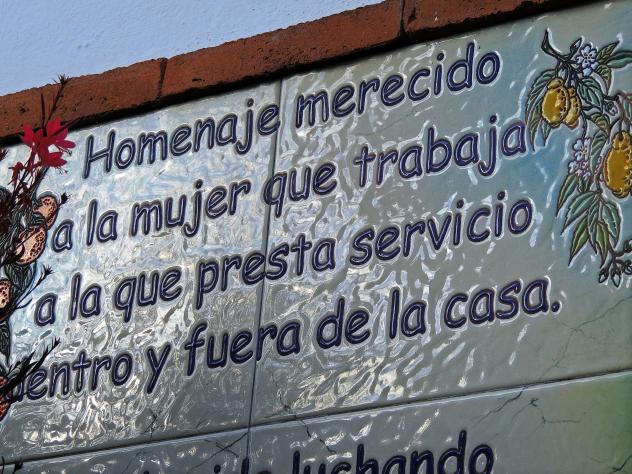 Homenaje merecido
a la mujer que trabaja
a la que presta servicio
dentro y fuera de la casa.
luchando